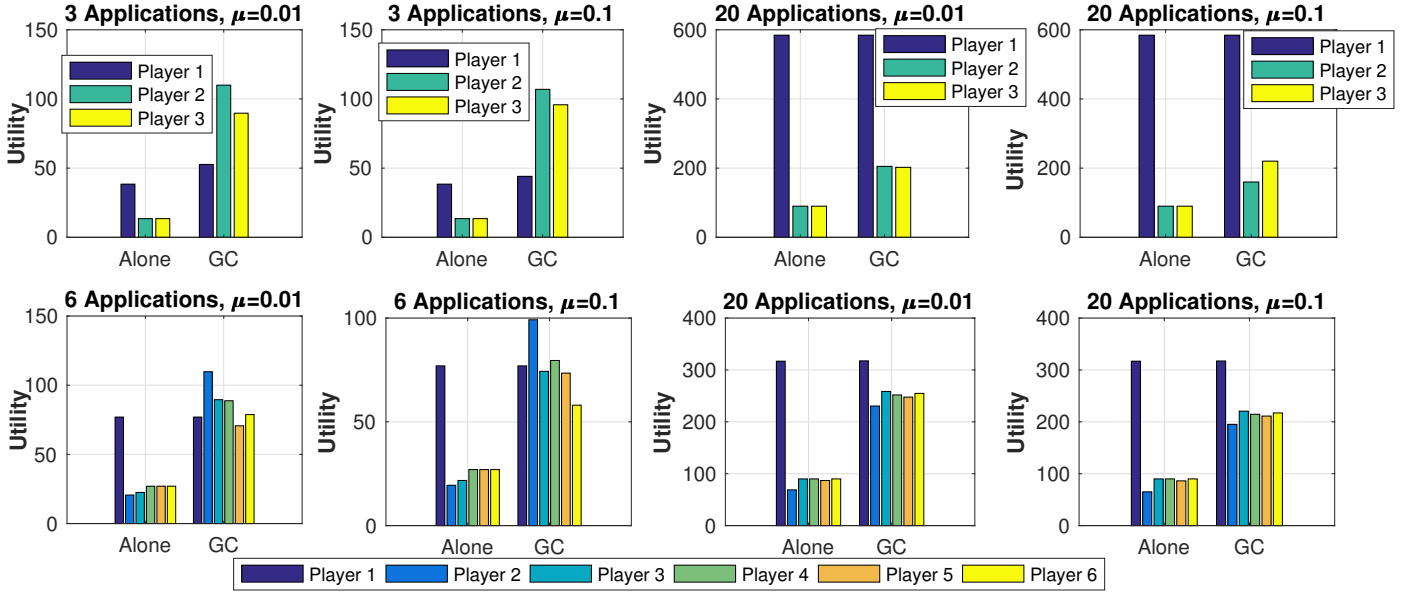 3 Applications, μ=0.01
150
100
50
0
Utility
Player 1
Player 2
Player 3
Alone
GC
3 Applications, μ=0.1
150
100
50
0
Utility
Player 1
Player 2
Player 3
Alone
GC
20 Applications, μ=0.01
600
400
200
0
Utility
Player 1
Player 2
Player 3
Alone
GC
20 Applications, μ=0.1
600
400
200
0
Utility
Player 1
Player 2
Player 3
Alone
GC
6 Applications, μ=0.01
150
100
50
0
Utility
Alone
GC
6 Applications, μ=0.1
100
50
0
Utility
Alone
GC
20 Applications, μ=0.01
400
300
200
100
0
Utility
Alone
GC
20 Applications, μ=0.1
400
300
200
100
0
Utility
Alone
GC
Player 1 Player 2 Player 3 Player 4 Player 5 Player 6